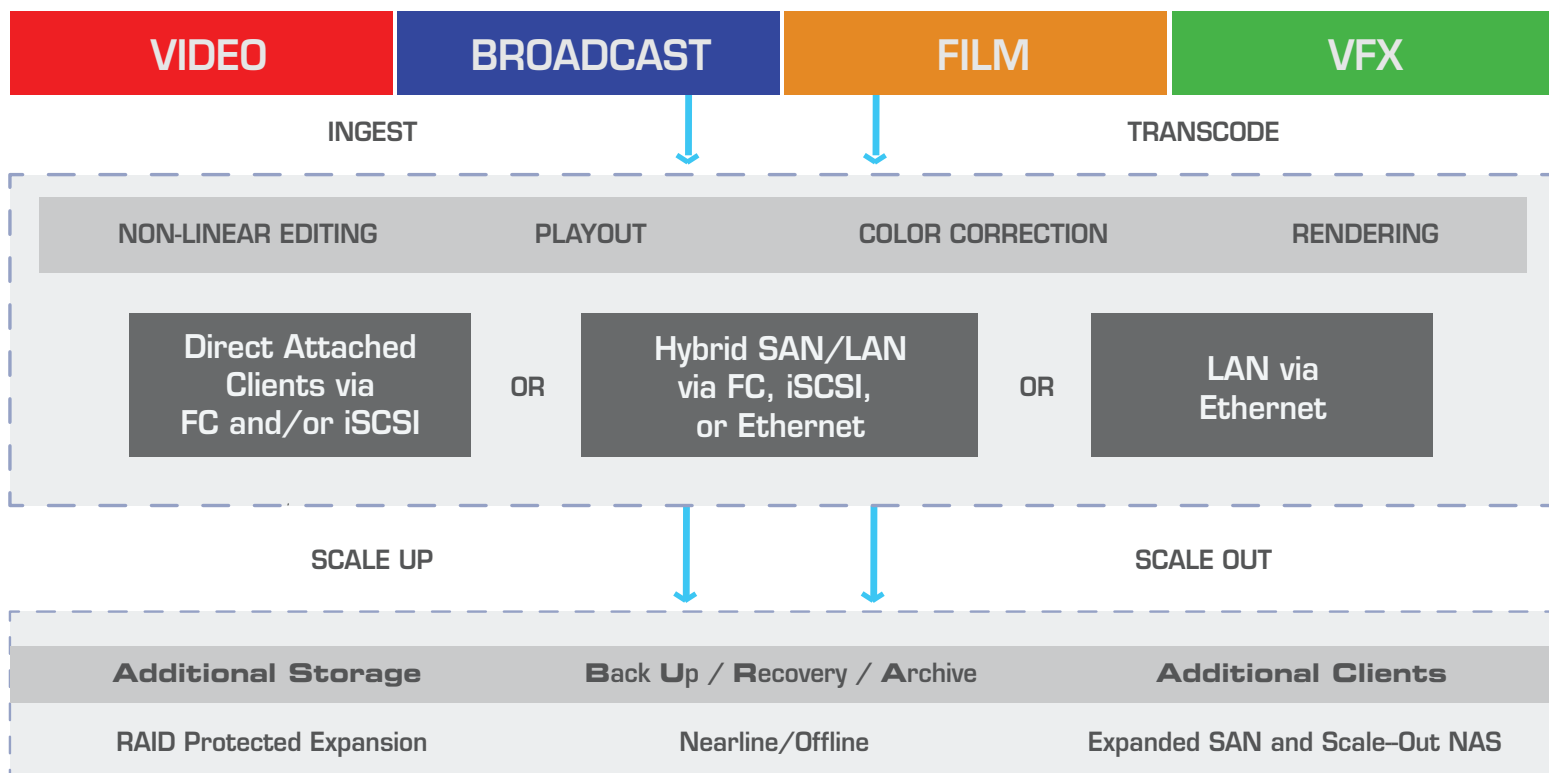 VIDEO
BROADCAST
FILM
VFX
INGEST
TRANSCODE
NON-LINEAR EDITING
PLAYOUT
COLOR CORRECTION
RENDERING
Direct Attached
Clients via
FC and/or iSCSI
OR
Hybrid SAN/LAN
via FC, iSCSI,
or Ethernet
OR
LAN via
Ethernet
SCALE UP
SCALE OUT
Additional Storage
Back Up / Recovery / Archive
Additional Clients
RAID Protected Expansion
Nearline/Offline
Expanded SAN and Scale–Out NAS